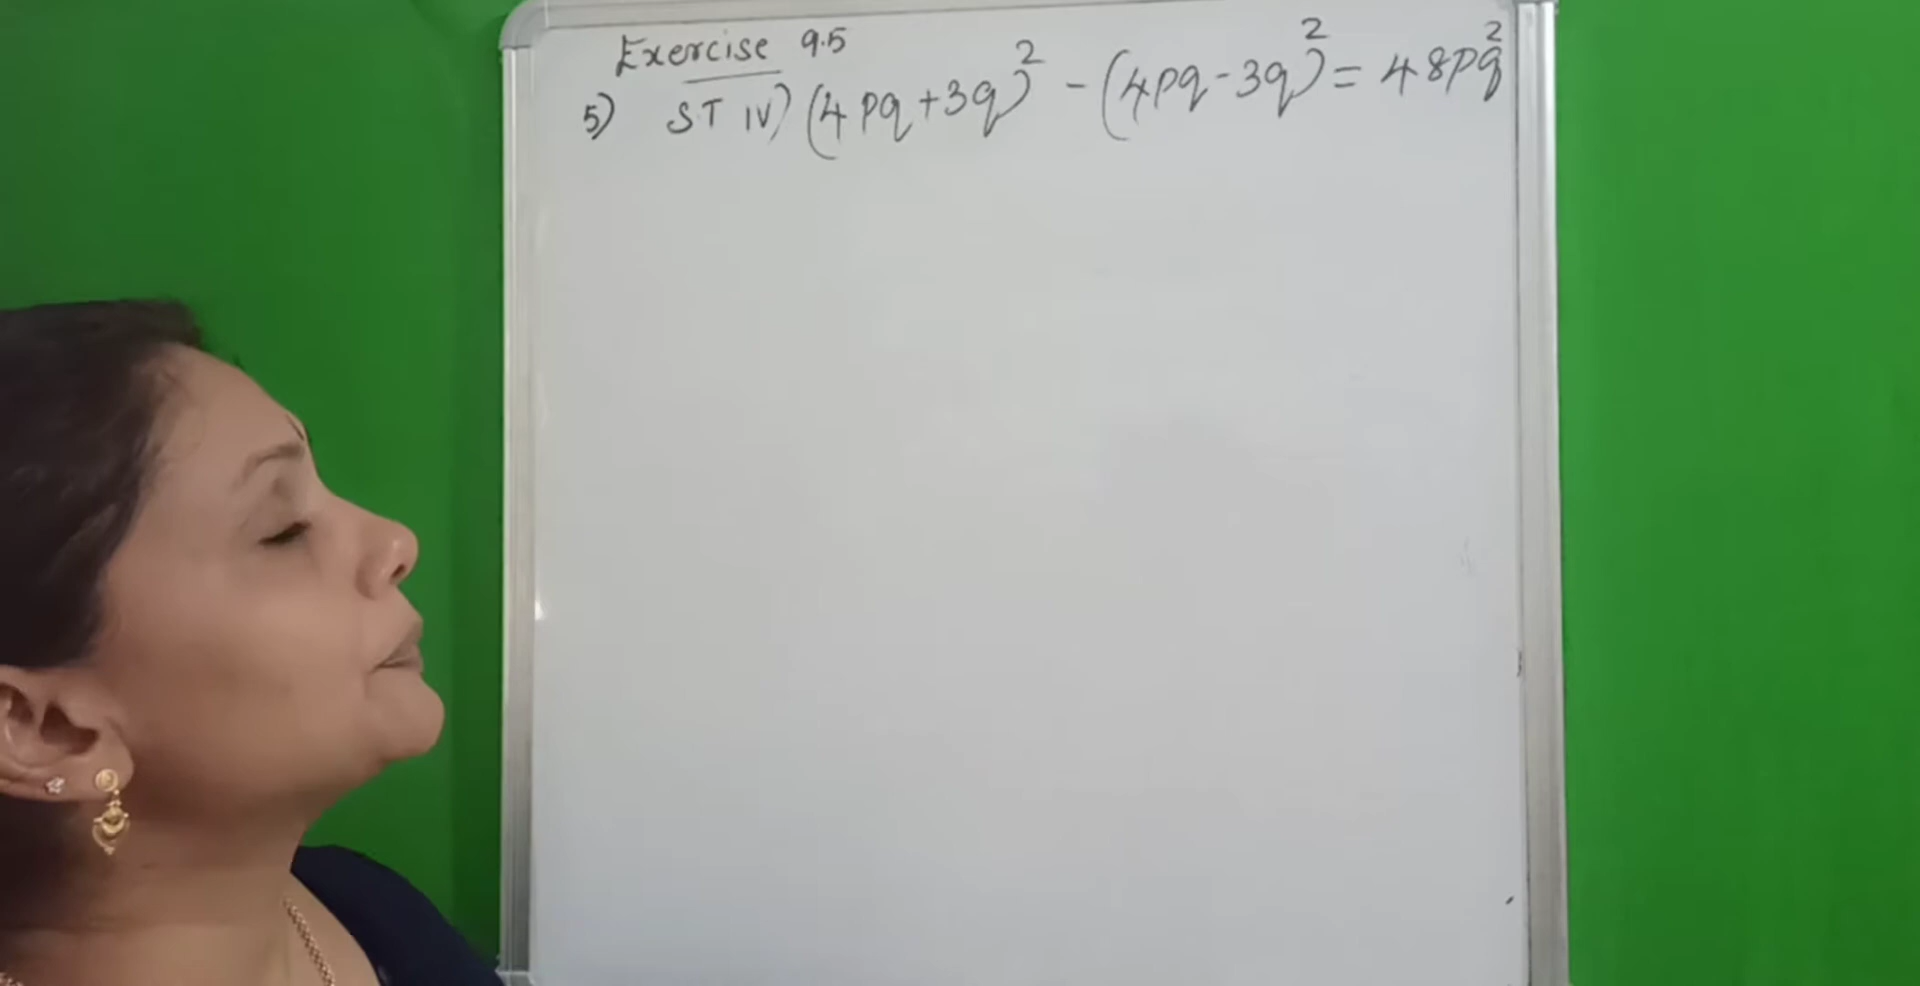 Exercise 9.5
5) ST IV) (4pq+3q)² - (4pq-3q)² = 48pq²